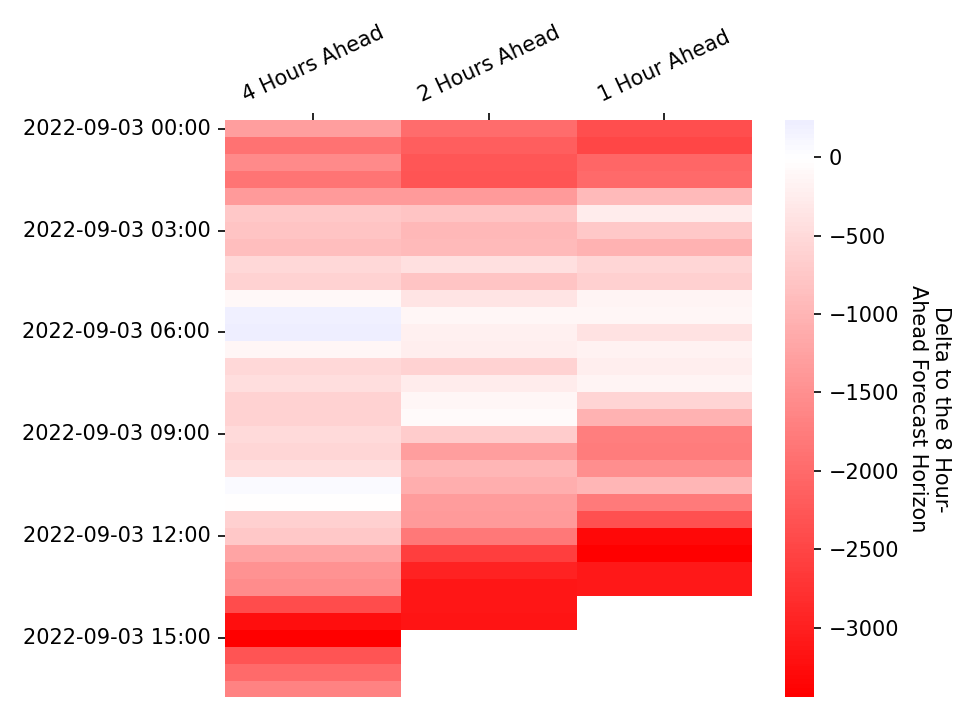 4 Hours Ahead
2 Hours Ahead
1 Hour Ahead
2022-09-03 00:00
2022-09-03 03:00
2022-09-03 06:00
2022-09-03 09:00
2022-09-03 12:00
2022-09-03 15:00
0
−500
−1000
−1500
−2000
−2500
−3000
Delta to the 8 Hour-
Ahead Forecast Horizon